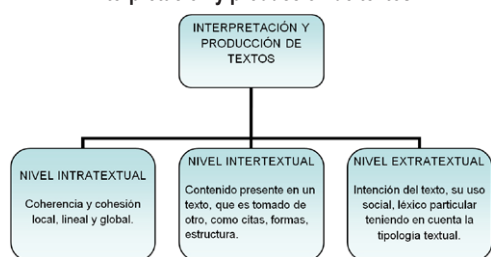 INTERPRETACIÓN Y
PRODUCCIÓN DE
TEXTOS
NIVEL INTRATEXTUAL
Coherencia y cohesión
local, lineal y global.
NIVEL INTERTEXTUAL
Contenido presente en un
texto, que es tomado de
otro, como citas, formas,
estructura.
NIVEL EXTRATEXTUAL
Intención del texto, su uso
social, léxico particular
teniendo en cuenta la
tipologia textual.